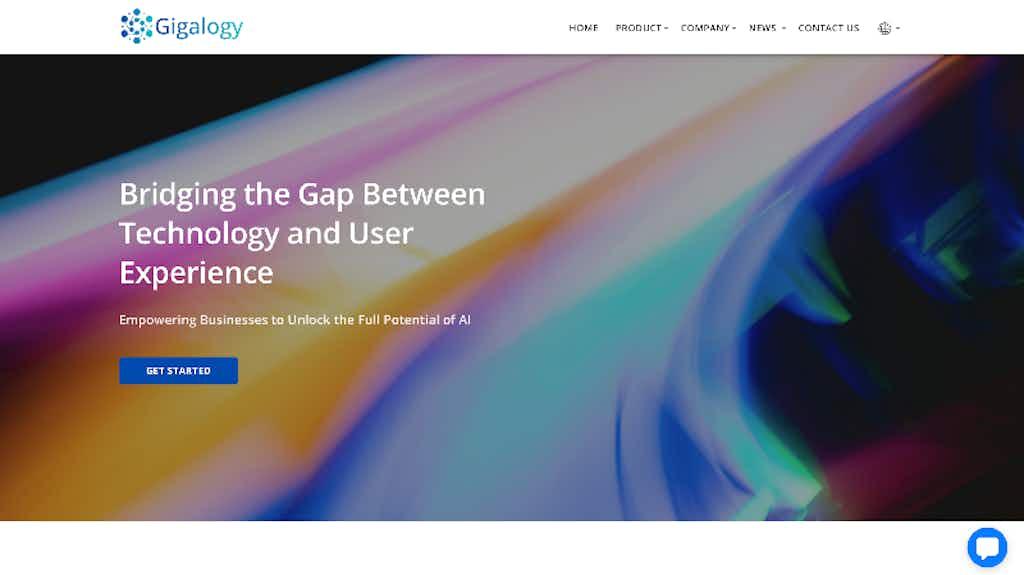 Gigalogy
HOME PRODUCT COMPANY NEWS CONTACT US
Bridging the Gap Between
Technology and User
Experience
Empowering Businesses to Unlock the Full Potential of AI
GET STARTED